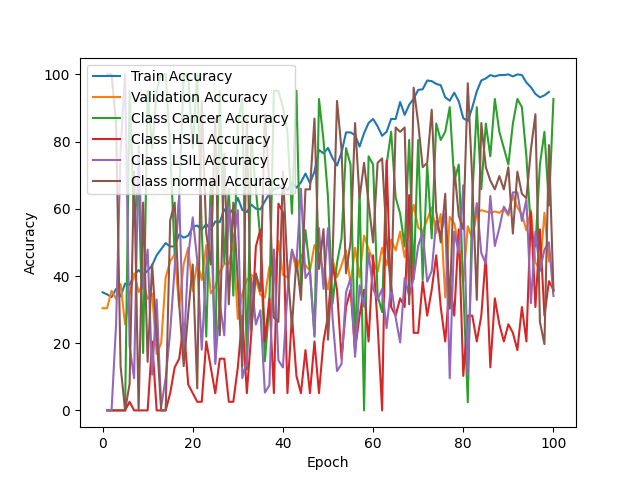 100
80
60
40
20
0
Accuracy
Train Accuracy
Validation Accuracy
Class Cancer Accuracy
Class HSIL Accuracy
Class LSIL Accuracy
Class normal Accuracy
0 20 40 60 80 100
Epoch